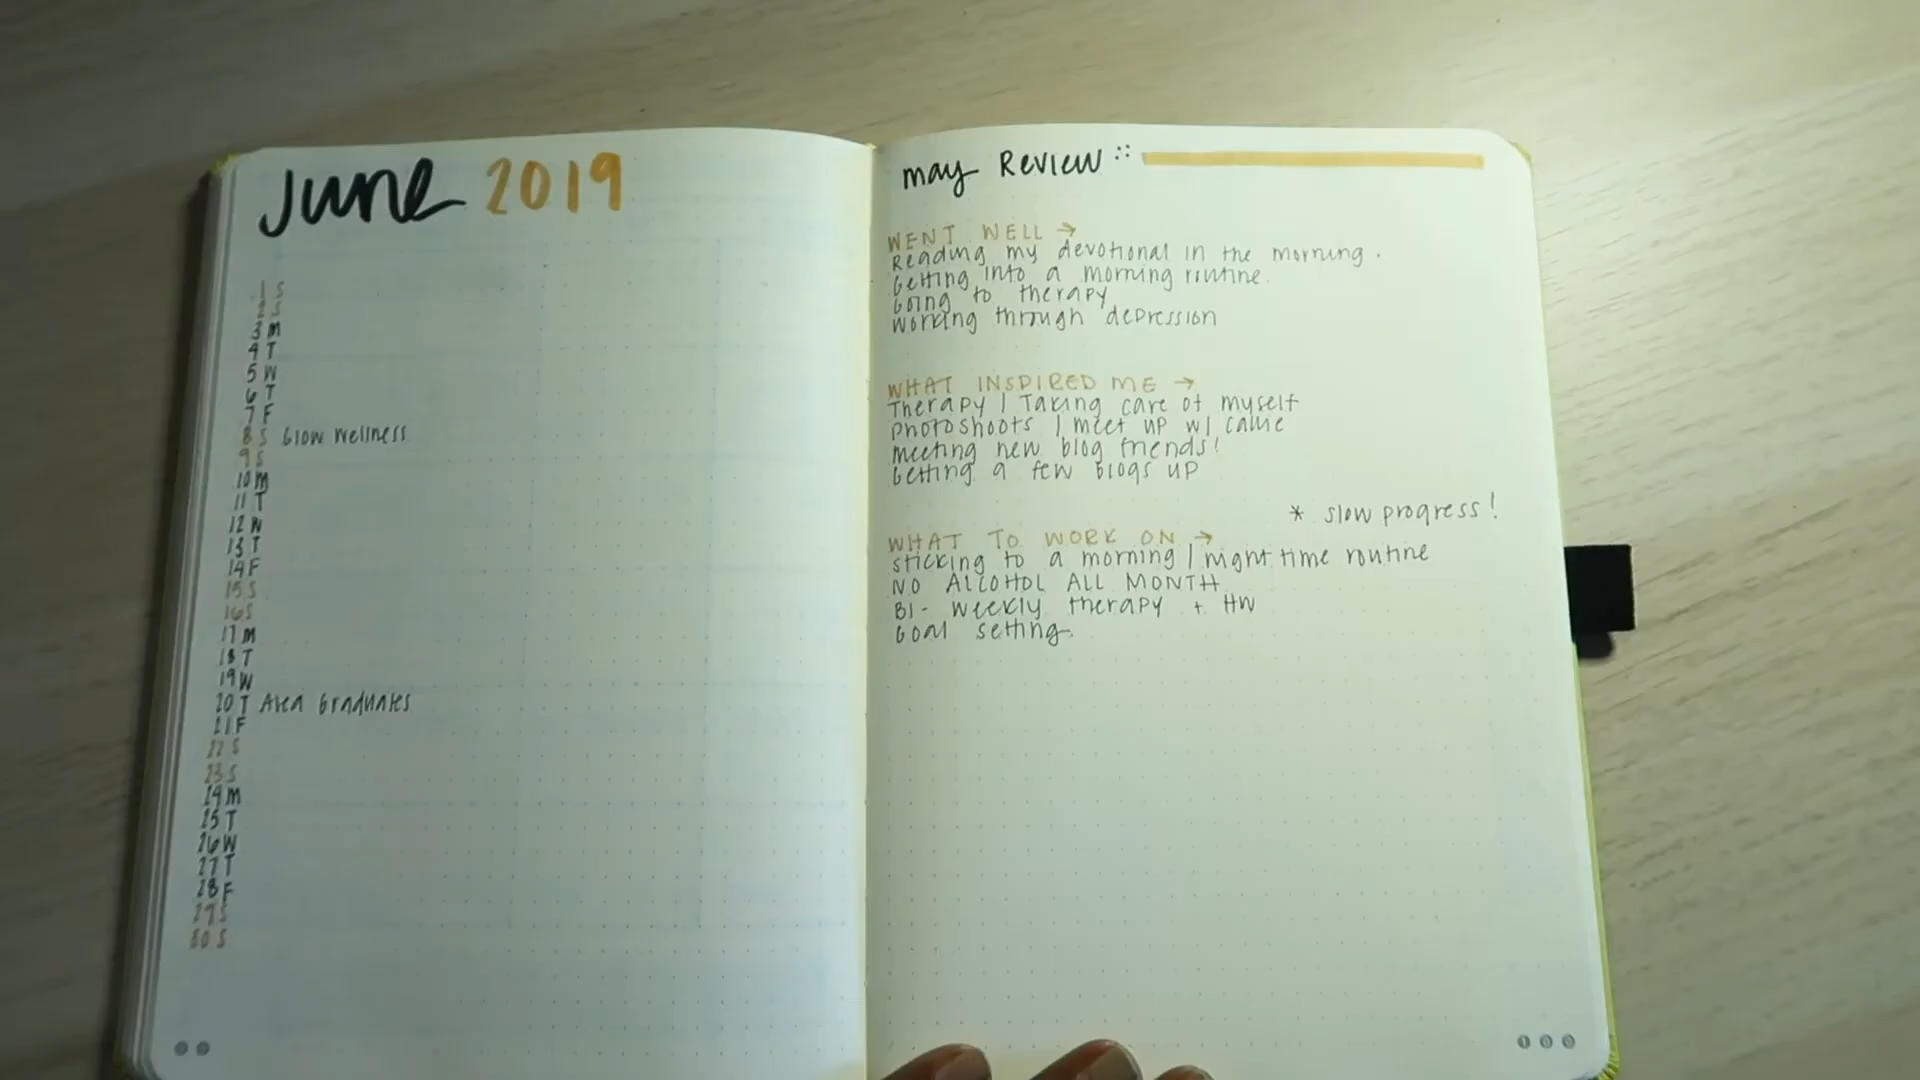 June 2019
1 S
2 S
3 M
4 T
5 W
6 T
7 F
8 S Glow Wellness
9 S
10 M
11 T
12 W
13 T
14 F
15 S
16 S
17 M
18 T
19 W
20 T Area Graduates
21 F
22 S
23 S
24 M
25 T
26 W
27 T
28 F
29 S
30 S
may Review ::
WENT WELL →
Reading my devotional in the morning.
Getting into a morning routine.
Going to therapy
Working through depression
WHAT INSPIRED ME →
Therapy / Taking care of myself
Photoshoots / meet up w/
meeting new blog friends!
Getting a few blogs up
* slow progress!
WHAT TO WORK ON →
sticking to a morning / night time routine
NO ALCOHOL ALL MONTH
BI-weekly therapy + HW
Goal setting.